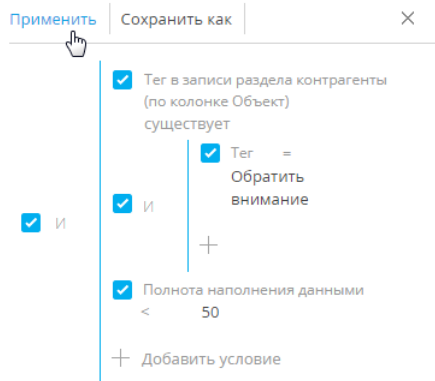 Применить Сохранить как
Тег в записи раздела контрагенты
(по колонке Объект)
существует
Тег =
Обратить
внимание
И
И
Полнота наполнения данными
< 50
Добавить условие